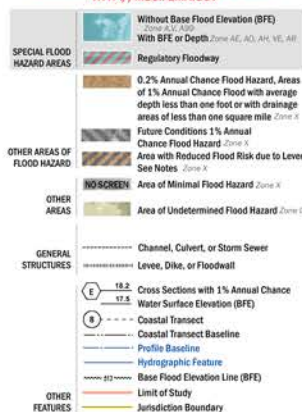 Without Base Flood Elevation (BFE)
Zone A,V, A99
With BFE or Depth Zone AE, AO, AH, VE, AR
SPECIAL FLOOD
HAZARD AREAS
Regulatory Floodway
0.2% Annual Chance Flood Hazard, Areas
of 1% Annual Chance Flood with average
depth less than one foot or with drainage
areas of less than one square mile Zone X
Future Conditions 1% Annual
Chance Flood Hazard Zone X
OTHER AREAS OF
FLOOD HAZARD
Area with Reduced Flood Risk due to Levee
See Notes Zone X
NO SCREEN Area of Minimal Flood Hazard Zone X
OTHER
AREAS
Area of Undetermined Flood Hazard Zone
GENERAL
STRUCTURES
Channel, Culvert, or Storm Sewer
Levee, Dike, or Floodwall
E 18.2 Cross Sections with 1% Annual Chance
17.5 Water Surface Elevation (BFE)
8 Coastal Transect
Coastal Transect Baseline
Profile Baseline
Hydrographic Feature
513 Base Flood Elevation Line (BFE)
OTHER
FEATURES
Limit of Study
Jurisdiction Boundary